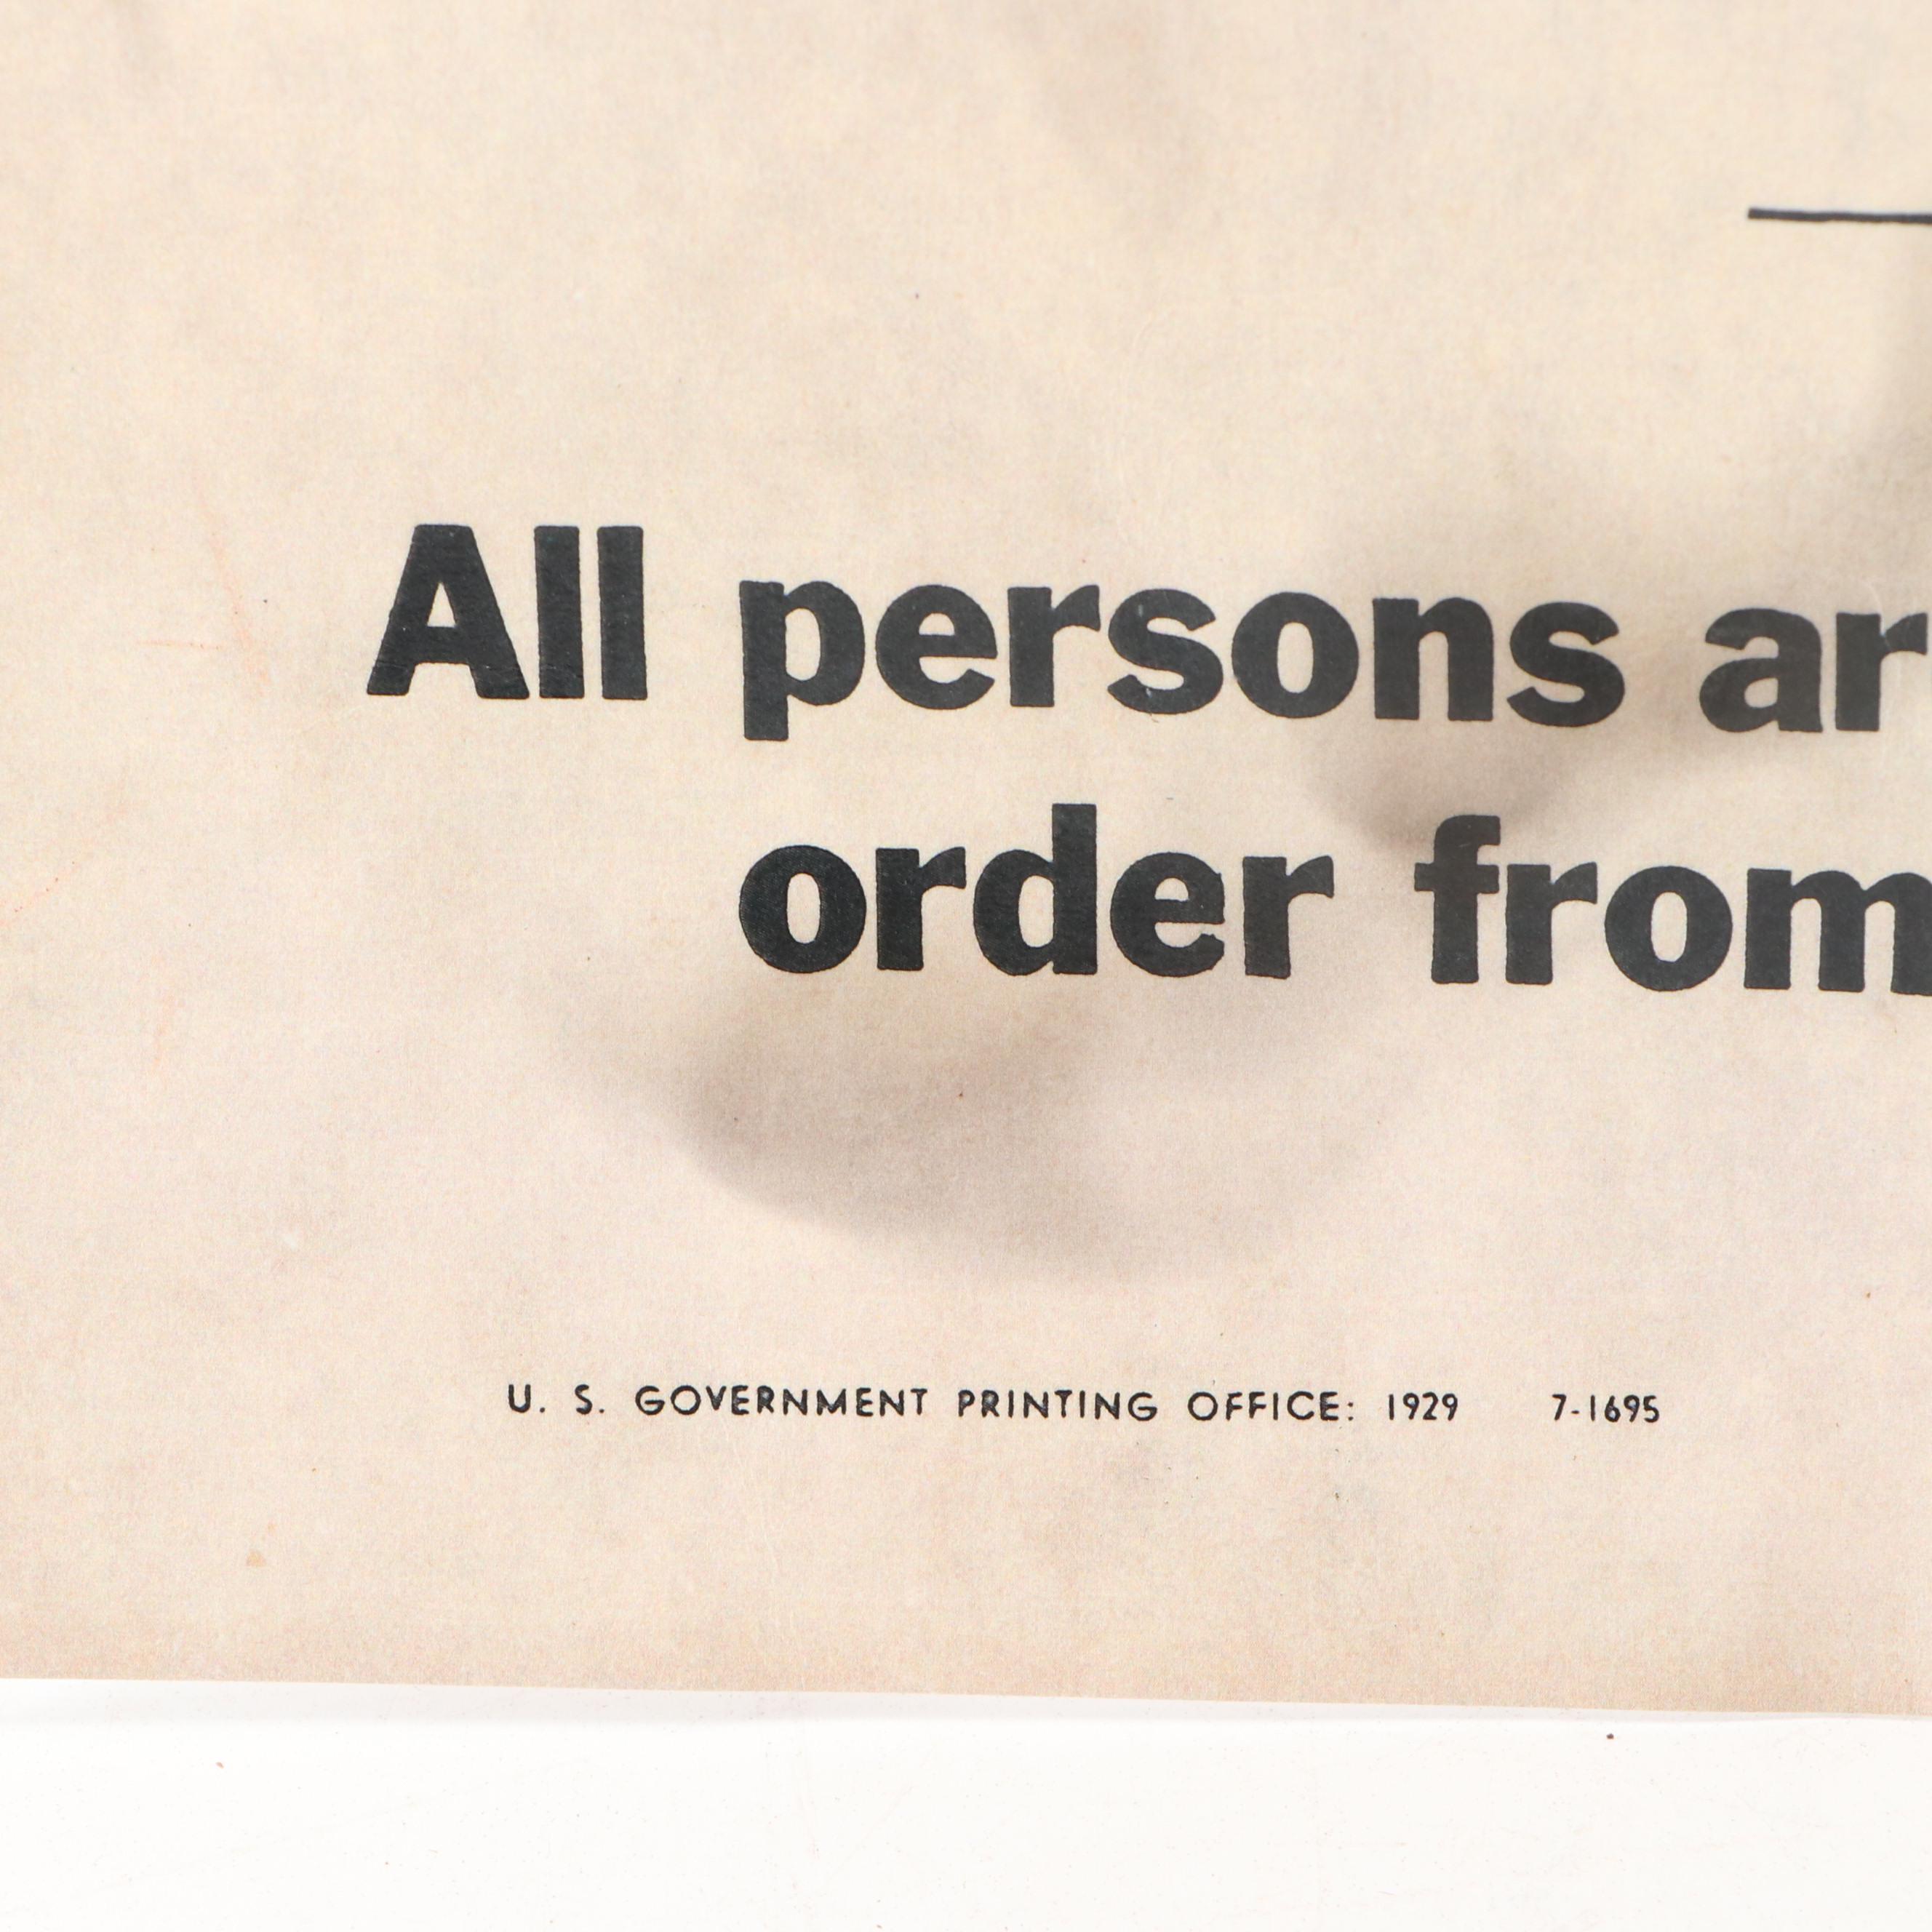 All persons ar
order from
U. S. GOVERNMENT PRINTING OFFICE: 1929 7-1695